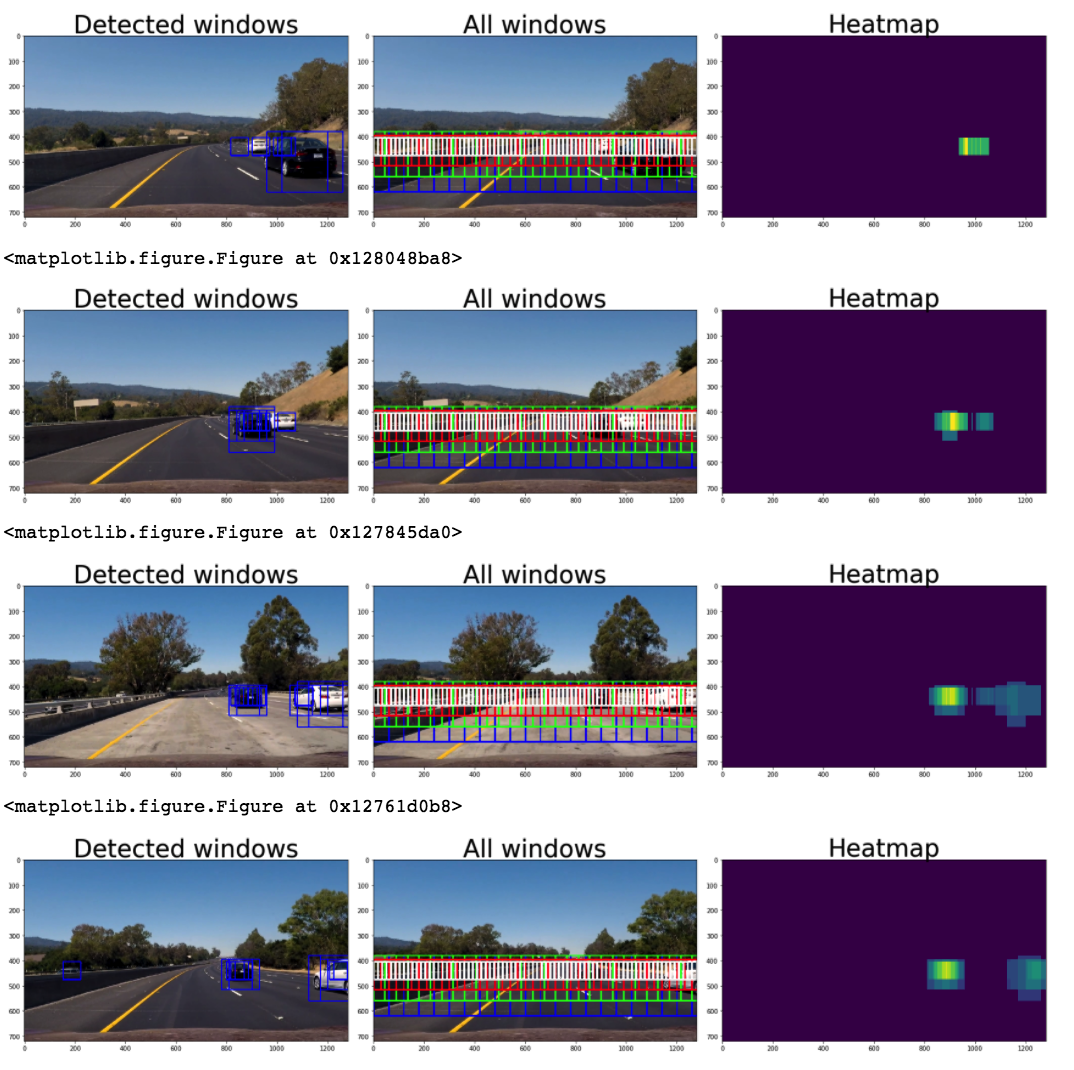 Detected windows All windows Heatmap
0 0 0
100 100 100
200 200 200
300 300 300
400 400 400
500 500 500
600 600 600
700 700 700
0 200 400 600 800 1000 1200 0 200 400 600 800 1000 1200 0 200 400 600 800 1000 1200
<matplotlib.figure.Figure at 0x128048ba8>
Detected windows All windows Heatmap
0 0 0
100 100 100
200 200 200
300 300 300
400 400 400
500 500 500
600 600 600
700 700 700
0 200 400 600 800 1000 1200 0 200 400 600 800 1000 1200 0 200 400 600 800 1000 1200
<matplotlib.figure.Figure at 0x127845da0>
Detected windows All windows Heatmap
0 0 0
100 100 100
200 200 200
300 300 300
400 400 400
500 500 500
600 600 600
700 700 700
0 200 400 600 800 1000 1200 0 200 400 600 800 1000 1200 0 200 400 600 800 1000 1200
<matplotlib.figure.Figure at 0x12761d0b8>
Detected windows All windows Heatmap
0 0 0
100 100 100
200 200 200
300 300 300
400 400 400
500 500 500
600 600 600
700 700 700
0 200 400 600 800 1000 1200 0 200 400 600 800 1000 1200 0 200 400 600 800 1000 1200